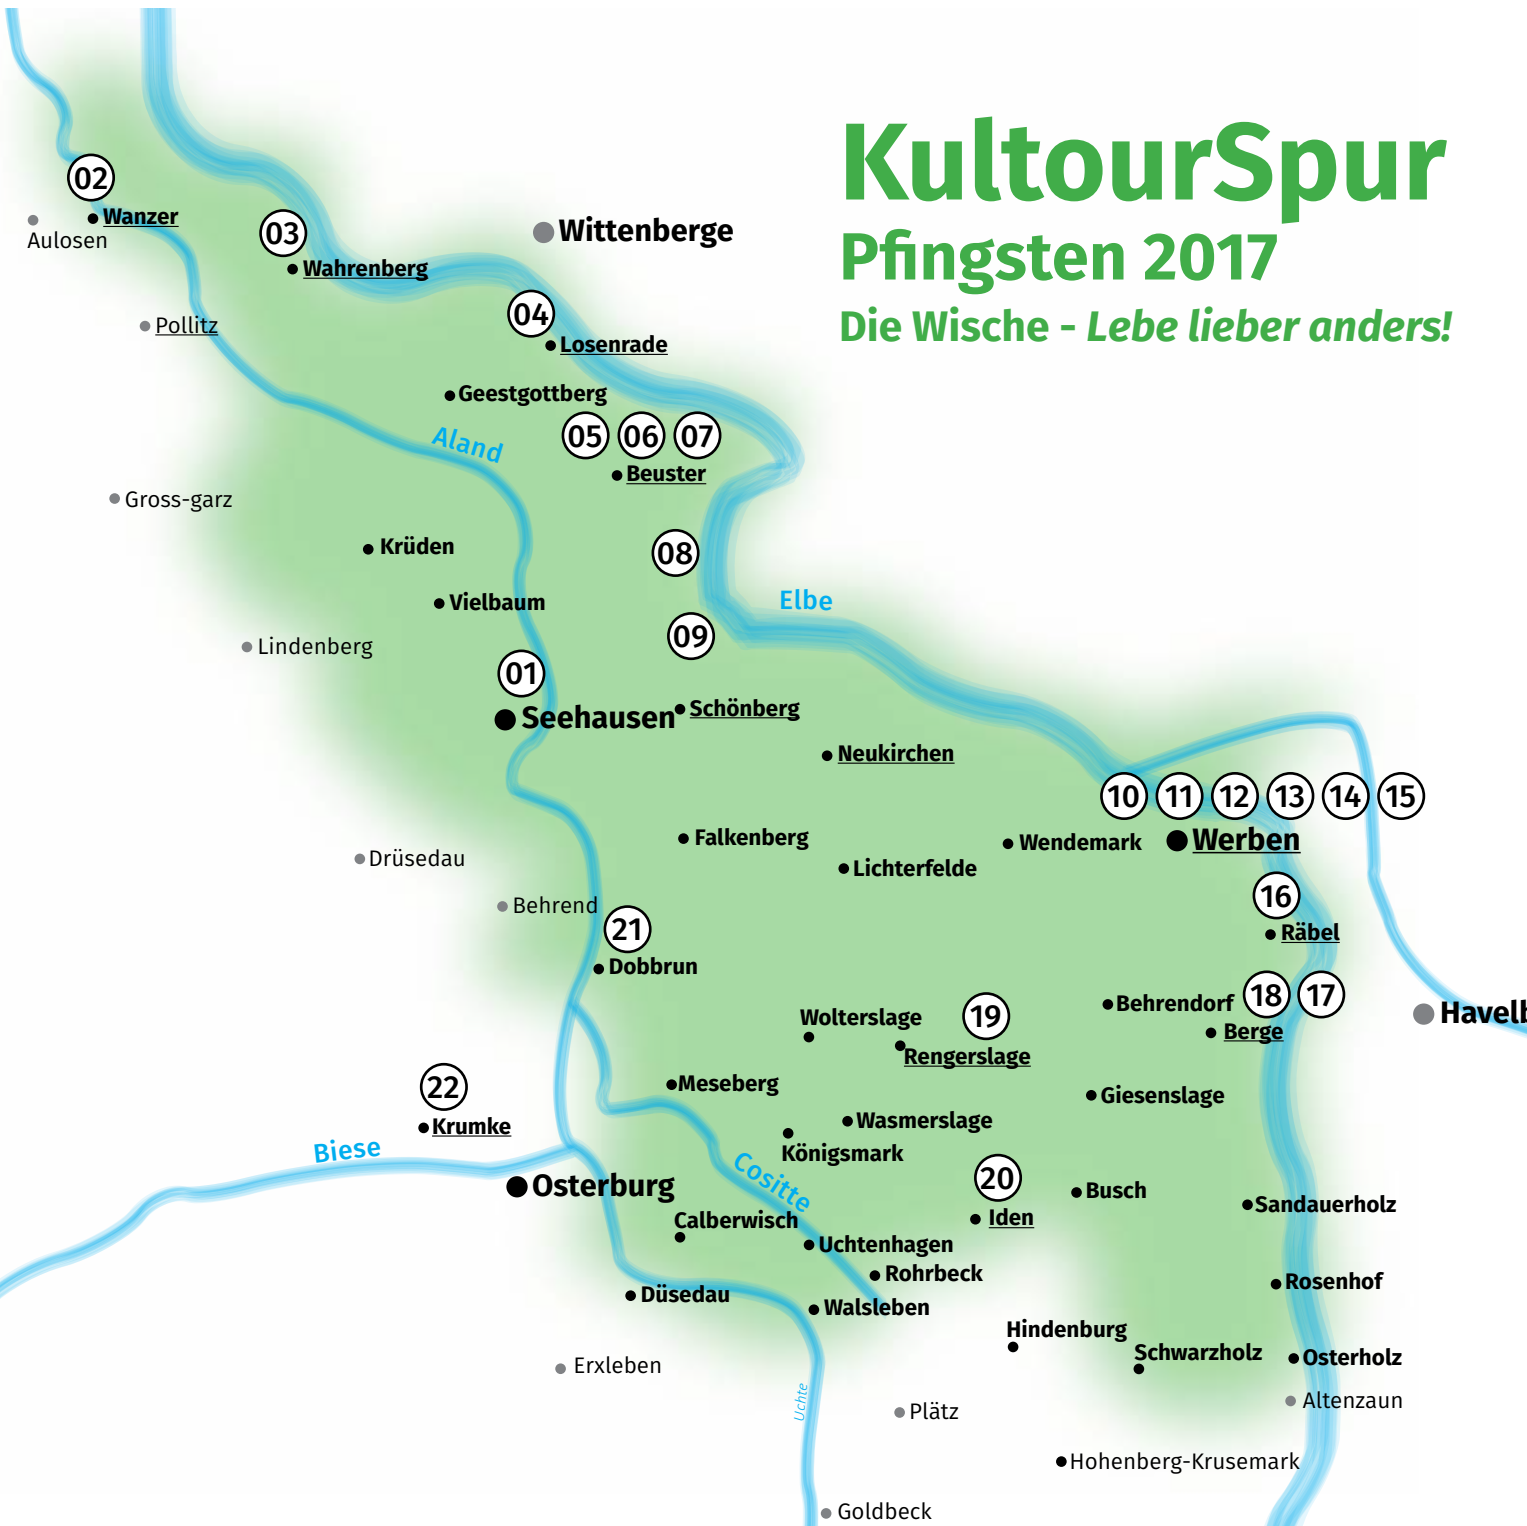 KultourSpur
Pfingsten 2017
Die Wische - Lebe lieber anders!
02
Wanzer
Aulosen
03
Wahrenberg
Wittenberge
Pollitz
04
Losenrade
Geestgottberg
05 06 07
Beuster
Aland
Gross-garz
Krüden
08
Vielbaum
Elbe
Lindenberg
09
01
Seehausen
Schönberg
Neukirchen
10 11 12 13 14 15
Falkenberg
Wendemark
Werben
Drüsedau
Lichterfelde
Behrend
16
Räbel
21
Dobbrun
Behrendorf
18 17
Berge
Havelb
Wolterslage
19
Rengerslage
22
Krumke
Meseberg
Giesenslage
Wasmerslage
Königsmark
Biese
Cositte
Osterburg
20
Iden
Busch
Sandauerholz
Calberwisch
Uchtenhagen
Rohrbeck
Rosenhof
Düsedau
Walsleben
Hindenburg
Schwarzholz
Osterholz
Erxleben
Uchte
Plätz
Altenzaun
Hohenberg-Krusemark
Goldbeck